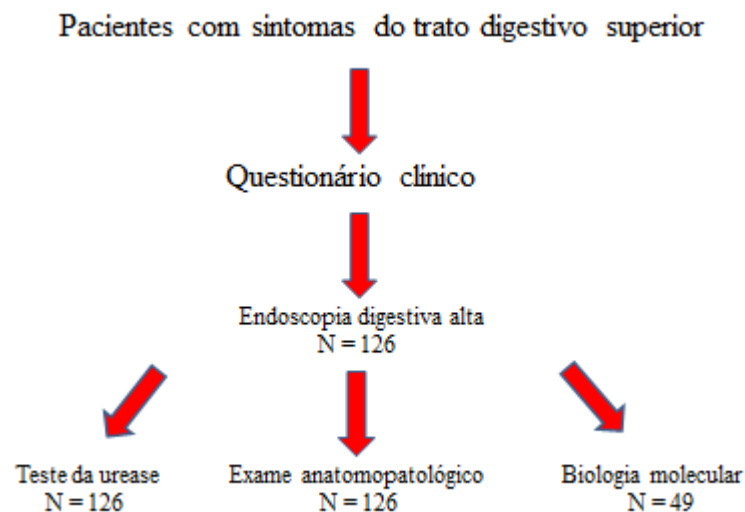 Pacientes com sintomas do trato digestivo superior
Questionário clínico
Endoscopia digestiva alta
N = 126
Teste da urease
N = 126
Exame anatomopatológico
N = 126
Biologia molecular
N = 49